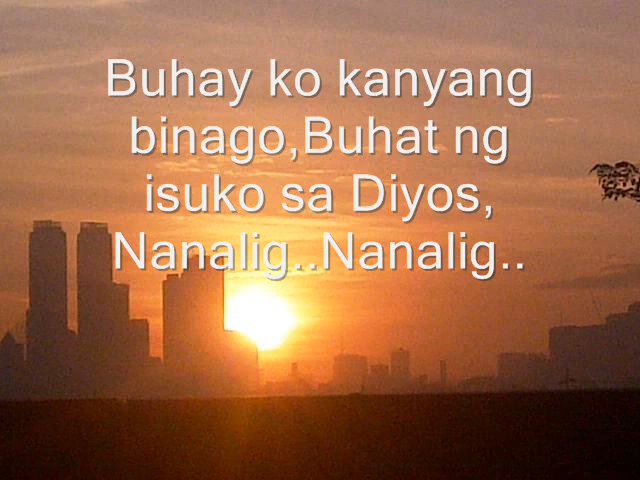 Buhay ko kanyang
binago,Buhat ng
isuko sa Diyos,
Nanalig..Nanalig..